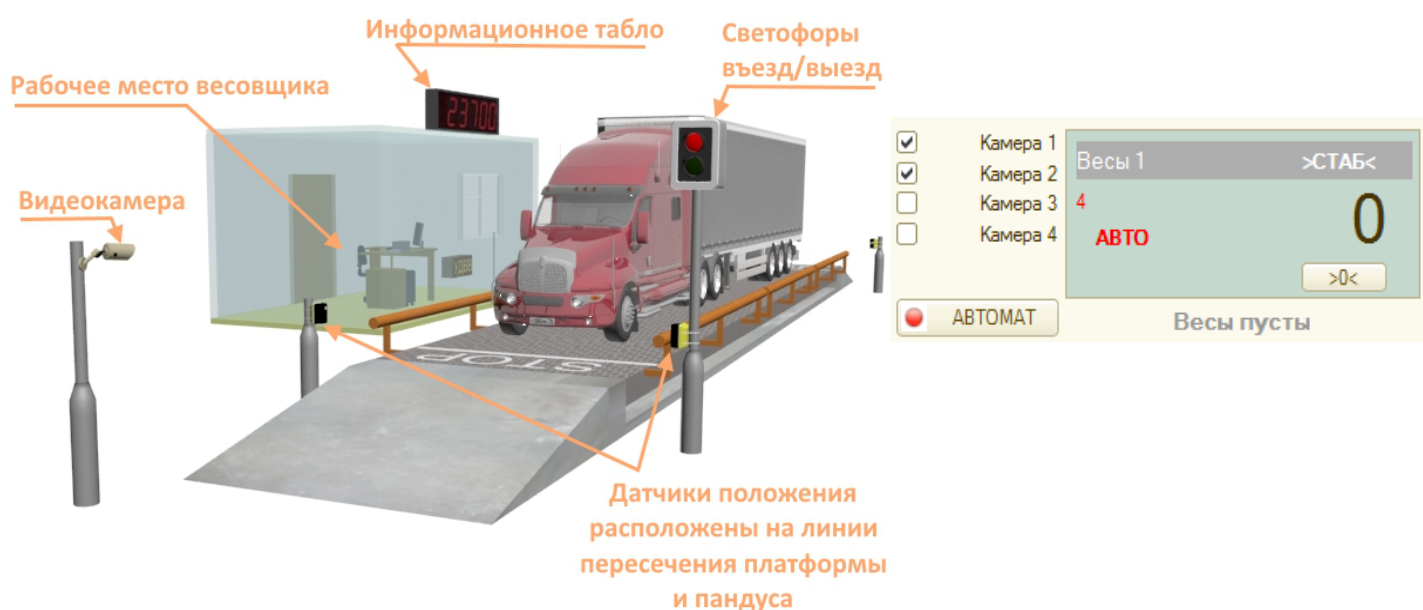 Информационное табло
Светофоры
въезд/выезд
Рабочее место весовщика
23700
Видеокамера
STOP
Датчики положения
расположены на линии
пересечения платформы
и пандуса
Камера 1
Камера 2
Камера 3
Камера 4
АВТОМАТ
Весы 1 >СТАБ<
4
0
АВТО
>0<
Весы пусты